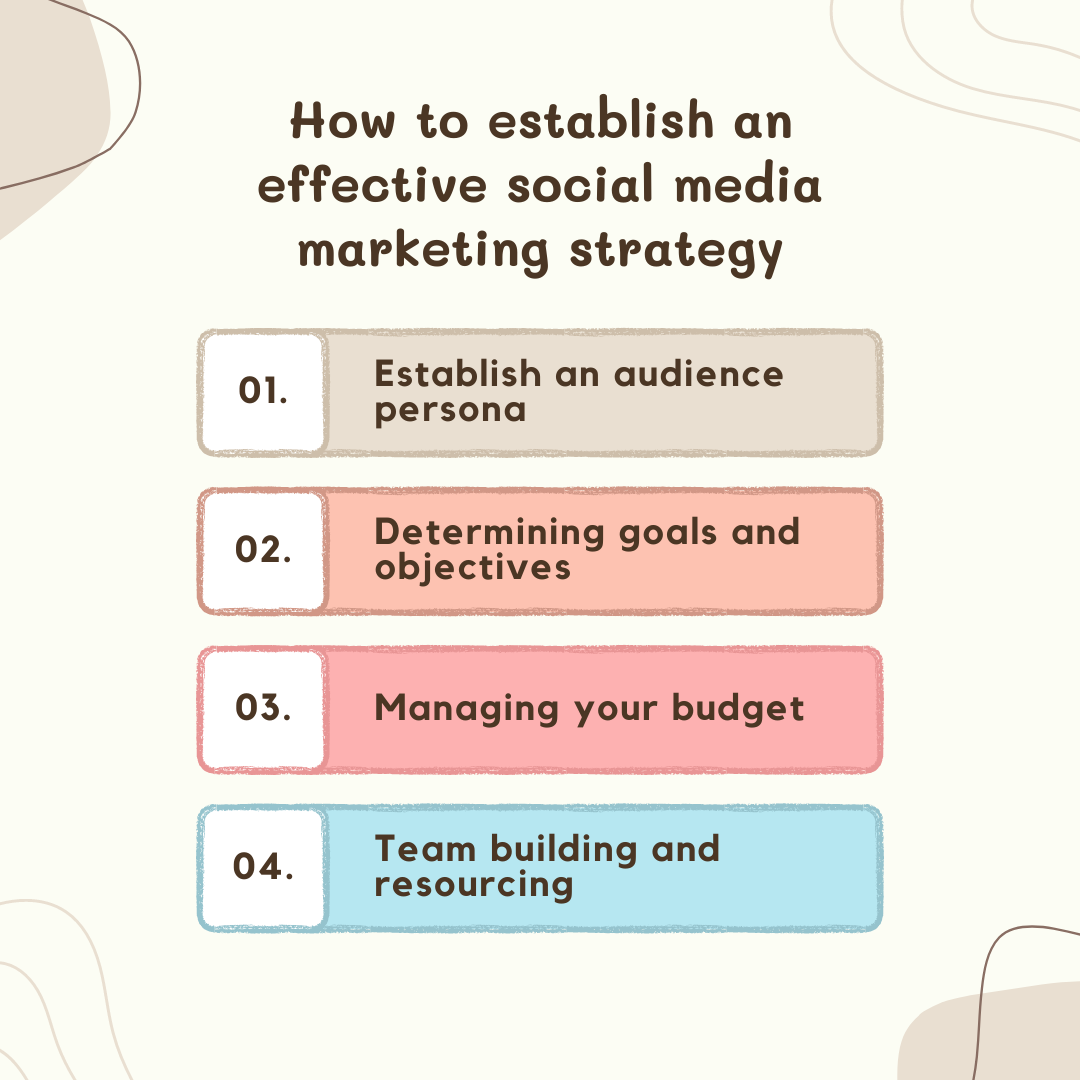 How to establish an
effective social media
marketing strategy
01.
Establish an audience
persona
02.
Determining goals and
objectives
03.
Managing your budget
04.
Team building and
resourcing